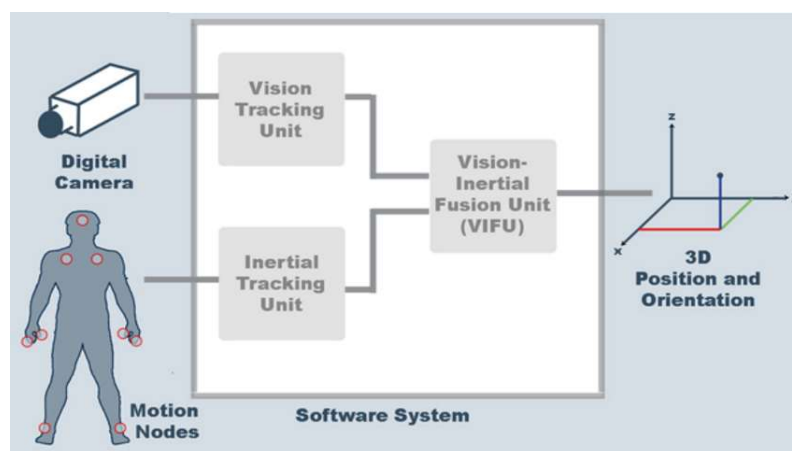 Digital
Camera
Motion
Nodes
Vision
Tracking
Unit
Inertial
Tracking
Unit
Vision-
Inertial
Fusion Unit
(VIFU)
Software System
z
x
3D
Position and
Orientation